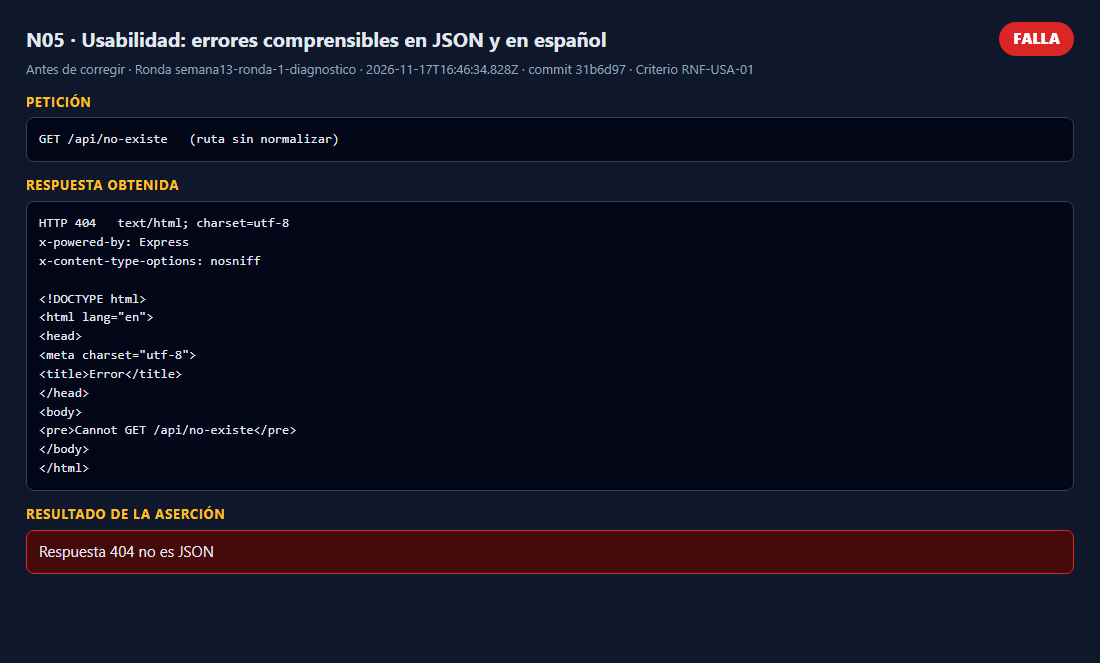 N05 · Usabilidad: errores comprensibles en JSON y en español
FALLA
Antes de corregir · Ronda semana13-ronda-1-diagnostico · 2026-11-17T16:46:34.828Z · commit 31b6d97 · Criterio RNF-USA-01
PETICIÓN
GET /api/no-existe   (ruta sin normalizar)
RESPUESTA OBTENIDA
HTTP 404   text/html; charset=utf-8
x-powered-by: Express
x-content-type-options: nosniff
<!DOCTYPE html>
<html lang="en">
<head>
<meta charset="utf-8">
<title>Error</title>
</head>
<body>
<pre>Cannot GET /api/no-existe</pre>
</body>
</html>
RESULTADO DE LA ASERCIÓN
Respuesta 404 no es JSON